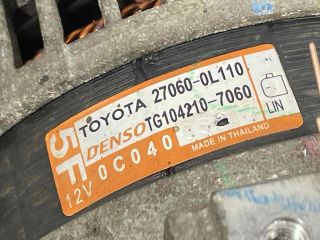 TOYOTA 27060-0L110
DENSO TG104210-7060
5F
12V 0C040
MADE IN THAILAND
LIN